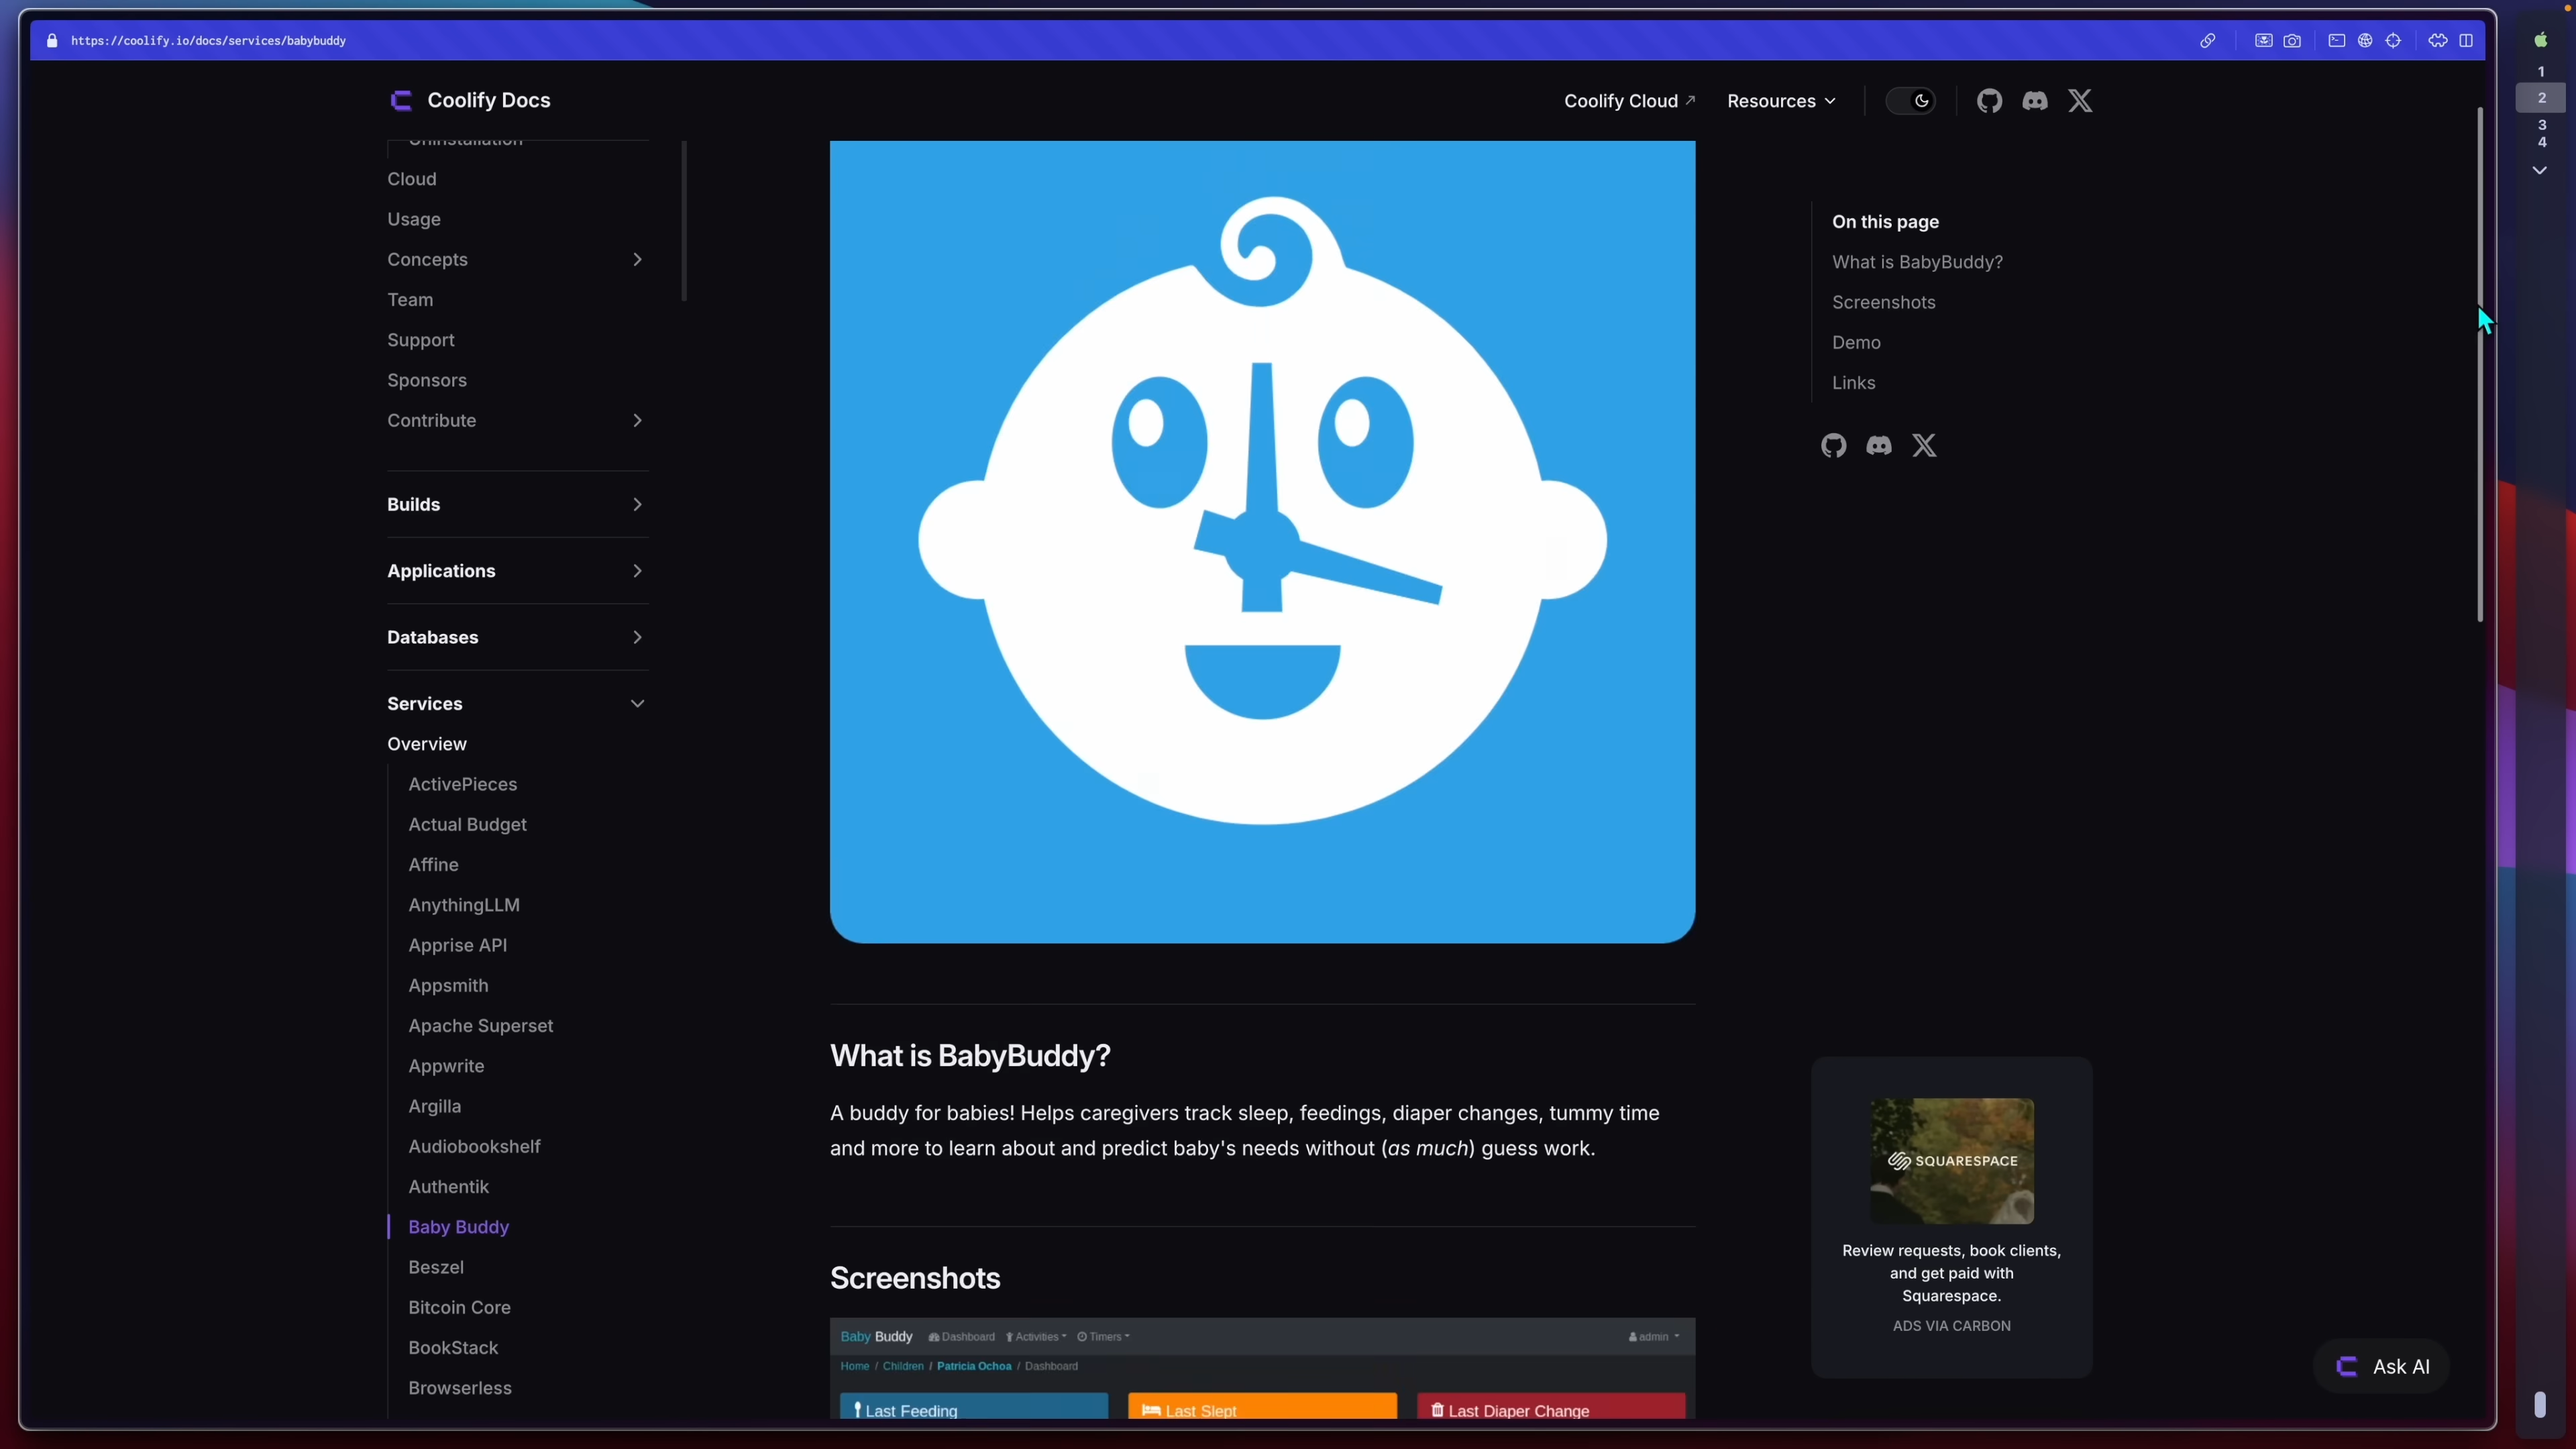 https://coolify.io/docs/services/babybuddy
1
2
3
4
Coolify Docs
Coolify Cloud
Resources
Uninstallation
Cloud
Usage
Concepts
Team
Support
Sponsors
Contribute
Builds
Applications
Databases
Services
Overview
ActivePieces
Actual Budget
Affine
AnythingLLM
Apprise API
Appsmith
Apache Superset
Appwrite
Argilla
Audiobookshelf
Authentik
Baby Buddy
Beszel
Bitcoin Core
BookStack
Browserless
What is BabyBuddy?
A buddy for babies! Helps caregivers track sleep, feedings, diaper changes, tummy time
and more to learn about and predict baby's needs without (as much) guess work.
Screenshots
Baby Buddy Dashboard Activities Timers admin
Home / Children / Patricia Ochoa / Dashboard
Last Feeding
Last Slept
Last Diaper Change
On this page
What is BabyBuddy?
Screenshots
Demo
Links
SQUARESPACE
Review requests, book clients,
and get paid with
Squarespace.
ADS VIA CARBON
Ask AI